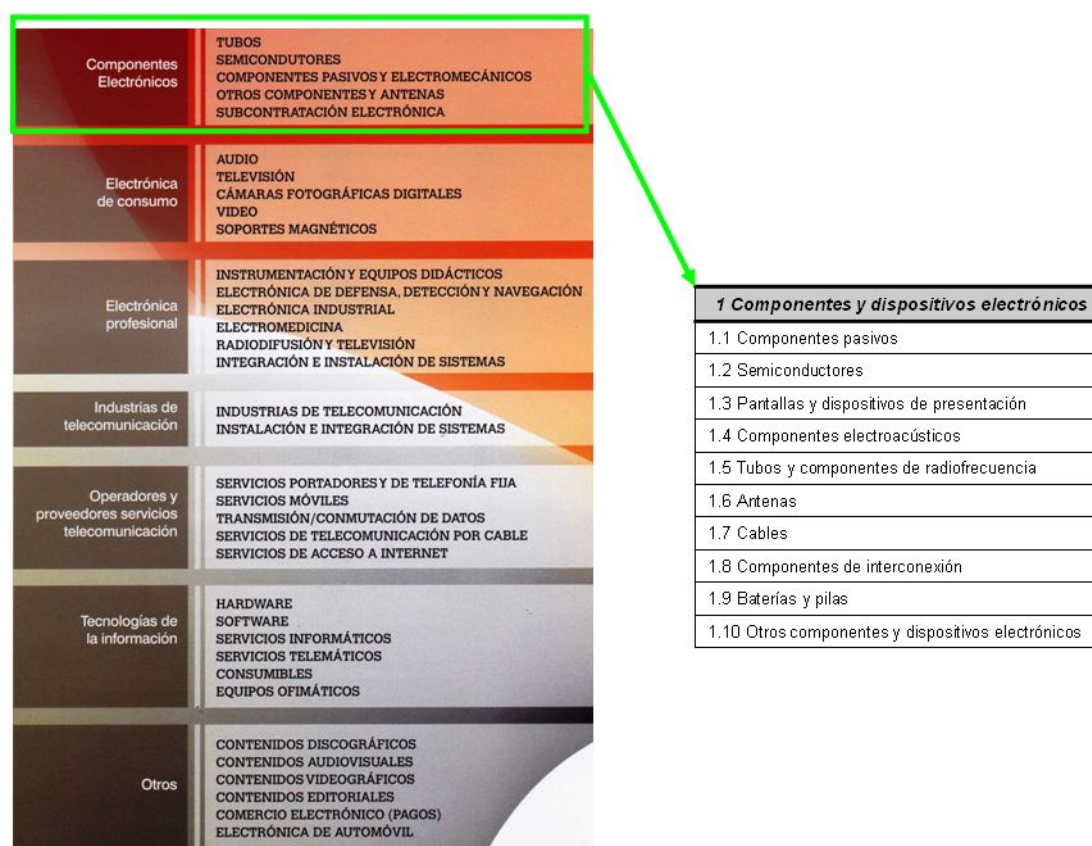 Componentes
Electrónicos
TUBOS
SEMICONDUTORES
COMPONENTES PASIVOS Y ELECTROMECÁNICOS
OTROS COMPONENTES Y ANTENAS
SUBCONTRATACIÓN ELECTRÓNICA
Electrónica
de consumo
AUDIO
TELEVISIÓN
CÁMARAS FOTOGRÁFICAS DIGITALES
VIDEO
SOPORTES MAGNÉTICOS
Electrónica
profesional
INSTRUMENTACIÓN Y EQUIPOS DIDÁCTICOS
ELECTRÓNICA DE DEFENSA, DETECCIÓN Y NAVEGACIÓN
ELECTRÓNICA INDUSTRIAL
ELECTROMEDICINA
RADIODIFUSIÓN Y TELEVISIÓN
INTEGRACIÓN E INSTALACIÓN DE SISTEMAS
Industrias de
telecomunicación
INDUSTRIAS DE TELECOMUNICACIÓN
INSTALACIÓN E INTEGRACIÓN DE SISTEMAS
Operadores y
proveedores servicios
telecomunicación
SERVICIOS PORTADORES Y DE TELEFONÍA FIJA
SERVICIOS MÓVILES
TRANSMISIÓN/CONMUTACIÓN DE DATOS
SERVICIOS DE TELECOMUNICACIÓN POR CABLE
SERVICIOS DE ACCESO A INTERNET
Tecnologías de
la información
HARDWARE
SOFTWARE
SERVICIOS INFORMÁTICOS
SERVICIOS TELEMÁTICOS
CONSUMIBLES
EQUIPOS OFIMÁTICOS
Otros
CONTENIDOS DISCOGRÁFICOS
CONTENIDOS AUDIOVISUALES
CONTENIDOS VIDEOGRÁFICOS
CONTENIDOS EDITORIALES
COMERCIO ELECTRÓNICO (PAGOS)
ELECTRÓNICA DE AUTOMÓVIL
1 Componentes y dispositivos electrónicos
1.1 Componentes pasivos
1.2 Semiconductores
1.3 Pantallas y dispositivos de presentación
1.4 Componentes electroacústicos
1.5 Tubos y componentes de radiofrecuencia
1.6 Antenas
1.7 Cables
1.8 Componentes de interconexión
1.9 Baterías y pilas
1.10 Otros componentes y dispositivos electrónicos